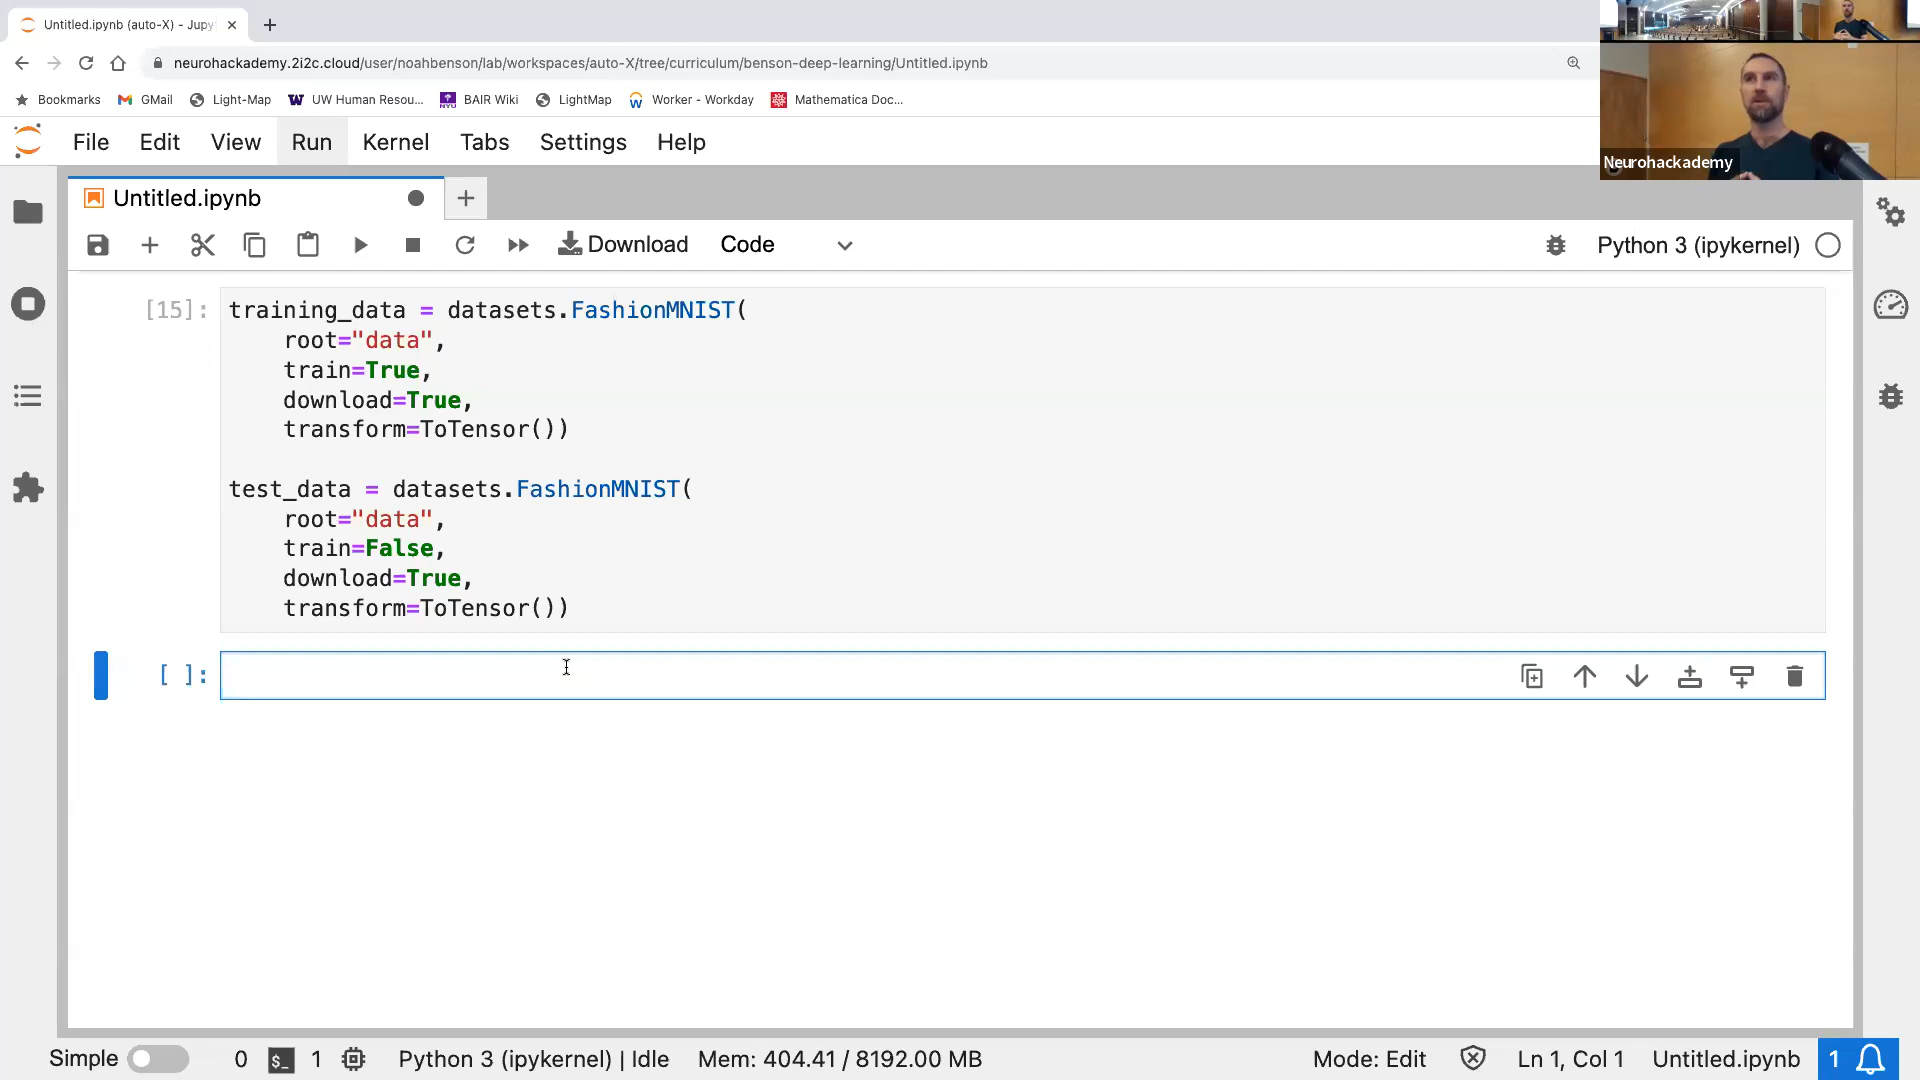 Untitled.ipynb (auto-X) - Jupy
neurohackademy.2i2c.cloud/user/noahbenson/lab/workspaces/auto-X/tree/curriculum/benson-deep-learning/Untitled.ipynb
Bookmarks GMail Light-Map UW Human Resou... BAIR Wiki LightMap Worker - Workday Mathematica Doc...
File Edit View Run Kernel Tabs Settings Help
Neurohackademy
Untitled.ipynb
Download Code Python 3 (ipykernel)
[15]: training_data = datasets.FashionMNIST(
root="data",
train=True,
download=True,
transform=ToTensor())
test_data = datasets.FashionMNIST(
root="data",
train=False,
download=True,
transform=ToTensor())
[ ]:
Simple 0 $_ 1 Python 3 (ipykernel) | Idle Mem: 404.41 / 8192.00 MB Mode: Edit Ln 1, Col 1 Untitled.ipynb 1